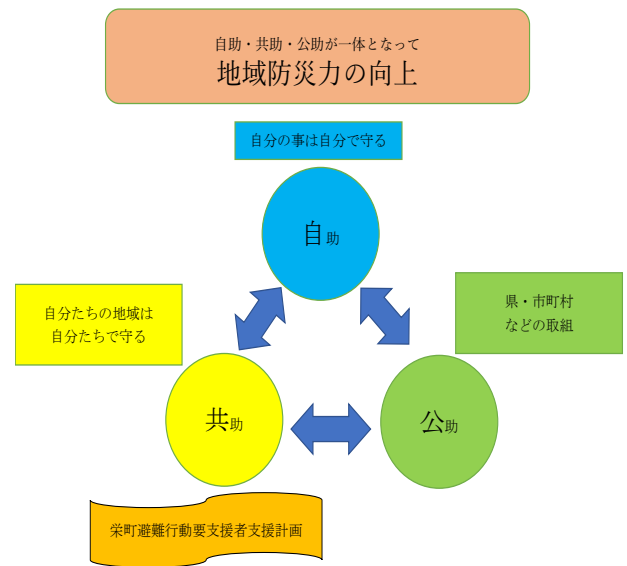 自助・共助・公助が一体となって
地域防災力の向上
自分の事は自分で守る
自助
自分たちの地域は
自分たちで守る
県・市町村
などの取組
共助
公助
栄町避難行動要支援者支援計画